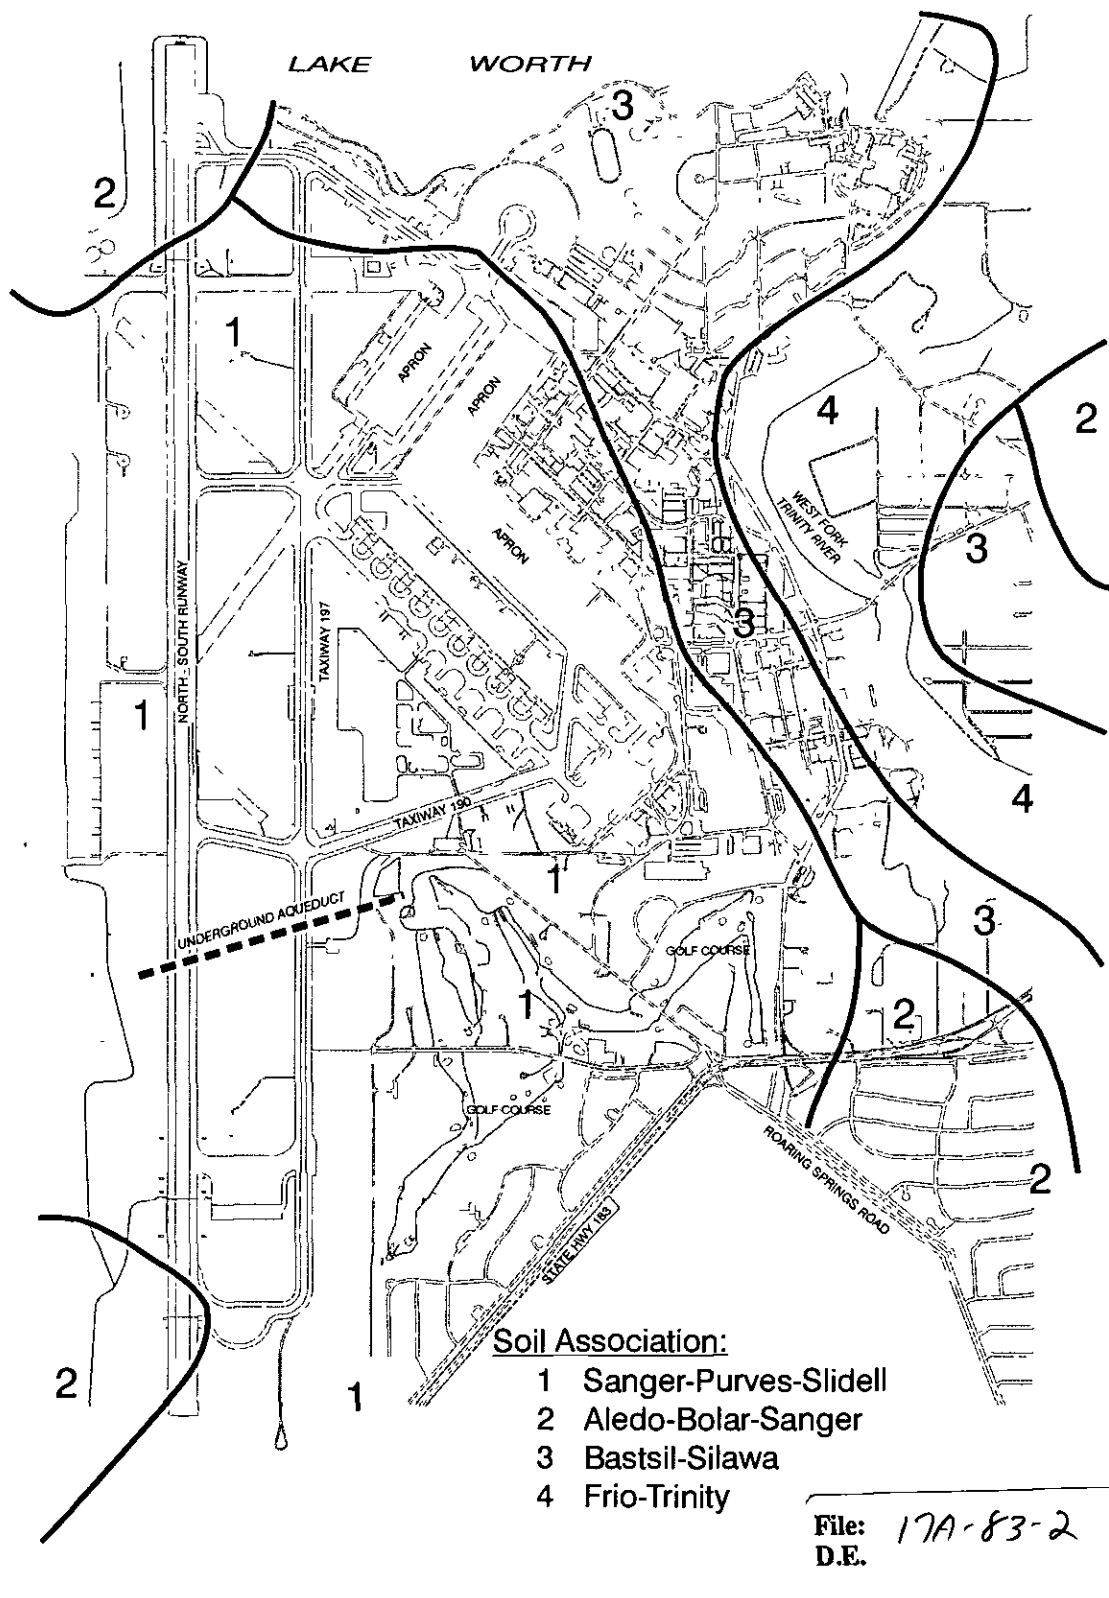 LAKE WORTH
3
2
1
APRON
APRON
4
2
WEST FORK
TRINITY RIVER
APRON
3
NORTH - SOUTH RUNWAY
TAXIWAY 197
3
1
4
TAXIWAY 190
1
UNDERGROUND AQUEDUCT
3
GOLF COURSE
1
2
GOLF COURSE
ROARING SPRINGS ROAD
2
STATE HWY 183
2
1
Soil Association:
1 Sanger-Purves-Slidell
2 Aledo-Bolar-Sanger
3 Bastsil-Silawa
4 Frio-Trinity
File: 17A-83-2
D.E.